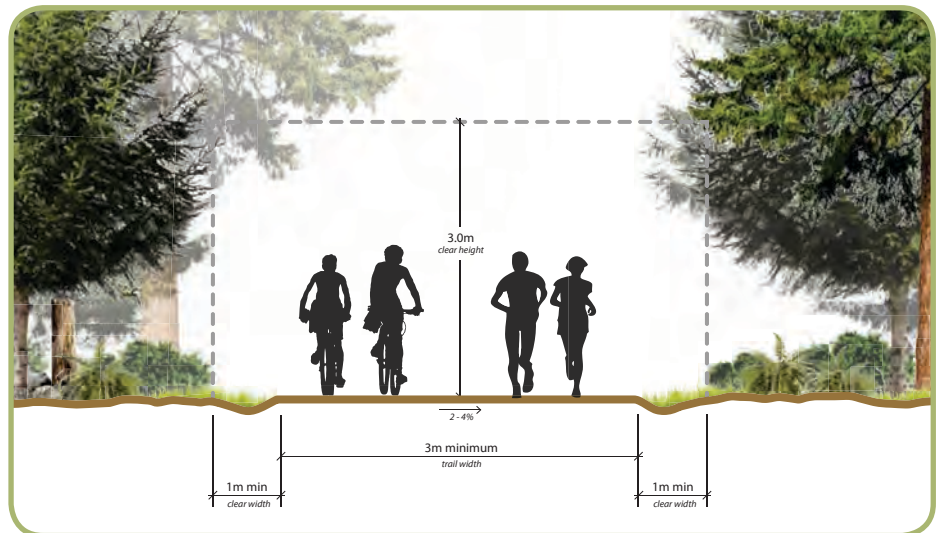 3.0m
clear height
2 - 4%
3m minimum
trail width
1m min
clear width
1m min
clear width